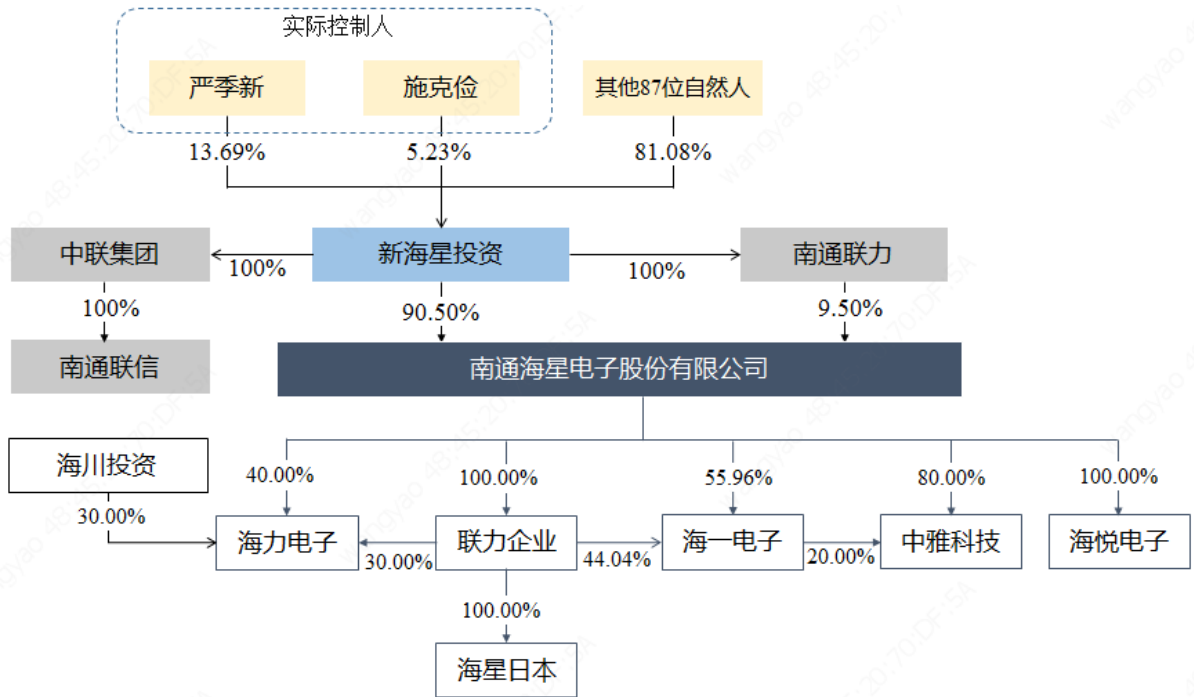 实际控制人
严季新
施克俭
其他87位自然人
13.69%
5.23%
81.08%
中联集团
新海星投资
南通联力
100%
100%
100%
90.50%
9.50%
南通联信
南通海星电子股份有限公司
海川投资
40.00%
100.00%
55.96%
80.00%
100.00%
30.00%
海力电子
联力企业
海一电子
中雅科技
海悦电子
30.00%
44.04%
20.00%
100.00%
海星日本